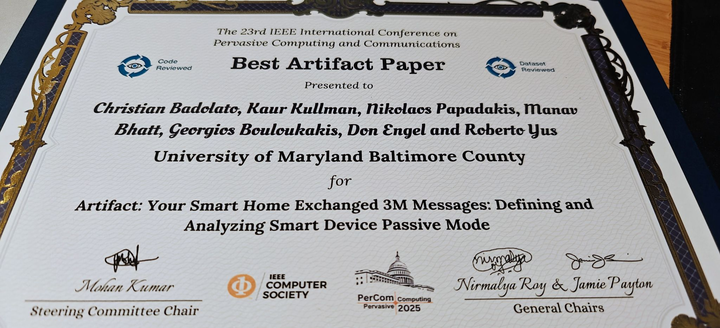 The 23rd IEEE International Conference on
Pervasive Computing and Communications
Code
Reviewed
Best Artifact Paper
Dataset
Reviewed
Presented to
Christian Badolato, Kaur Kullman, Nikolaos Papadakis, Manav
Bhatt, Georgios Bouloukakis, Don Engel and Roberto Yus
University of Maryland Baltimore County
for
Artifact: Your Smart Home Exchanged 3M Messages: Defining and
Analyzing Smart Device Passive Mode
Mohan Kumar
Steering Committee Chair
IEEE
COMPUTER
SOCIETY
PerCom Computing
Pervasive 2025
Nirmalya
Nirmalya Roy & Jamie Payton
General Chairs